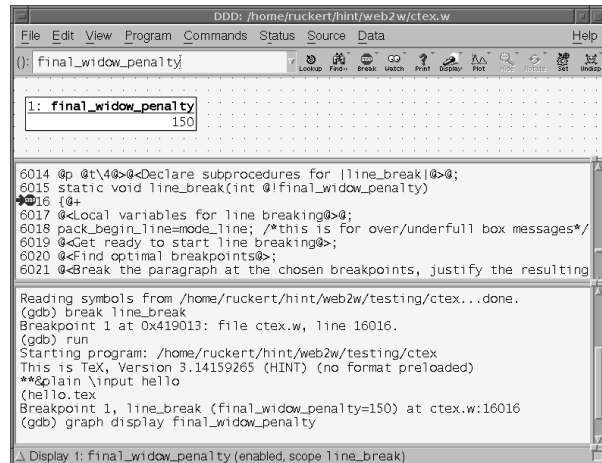 DDD: /home/ruckert/hint/web2w/ctex.w
File Edit View Program Commands Status Source Data Help
(): final_widow_penalty Lookup Find» Break Watch Print Display Plot Hide Rotate Set Undisp
1: final_widow_penalty
150
6014 @p @t\4@>@<Declare subprocedures for |line_break|@>@;
6015 static void line_break(int @!final_widow_penalty)
16 {@+
6017 @<Local variables for line breaking@>@;
6018 pack_begin_line=mode_line; /*this is for over/underfull box messages*/
6019 @<Get ready to start line breaking@>;
6020 @<Find optimal breakpoints@>;
6021 @<Break the paragraph at the chosen breakpoints, justify the resulting
Reading symbols from /home/ruckert/hint/web2w/testing/ctex...done.
(gdb) break line_break
Breakpoint 1 at 0x419013: file ctex.w, line 16016.
(gdb) run
Starting program: /home/ruckert/hint/web2w/testing/ctex
This is TeX, Version 3.14159265 (HINT) (no format preloaded)
**&plain \input hello
(hello.tex
Breakpoint 1, line_break (final_widow_penalty=150) at ctex.w:16016
(gdb) graph display final_widow_penalty
Display 1: final_widow_penalty (enabled, scope line_break)